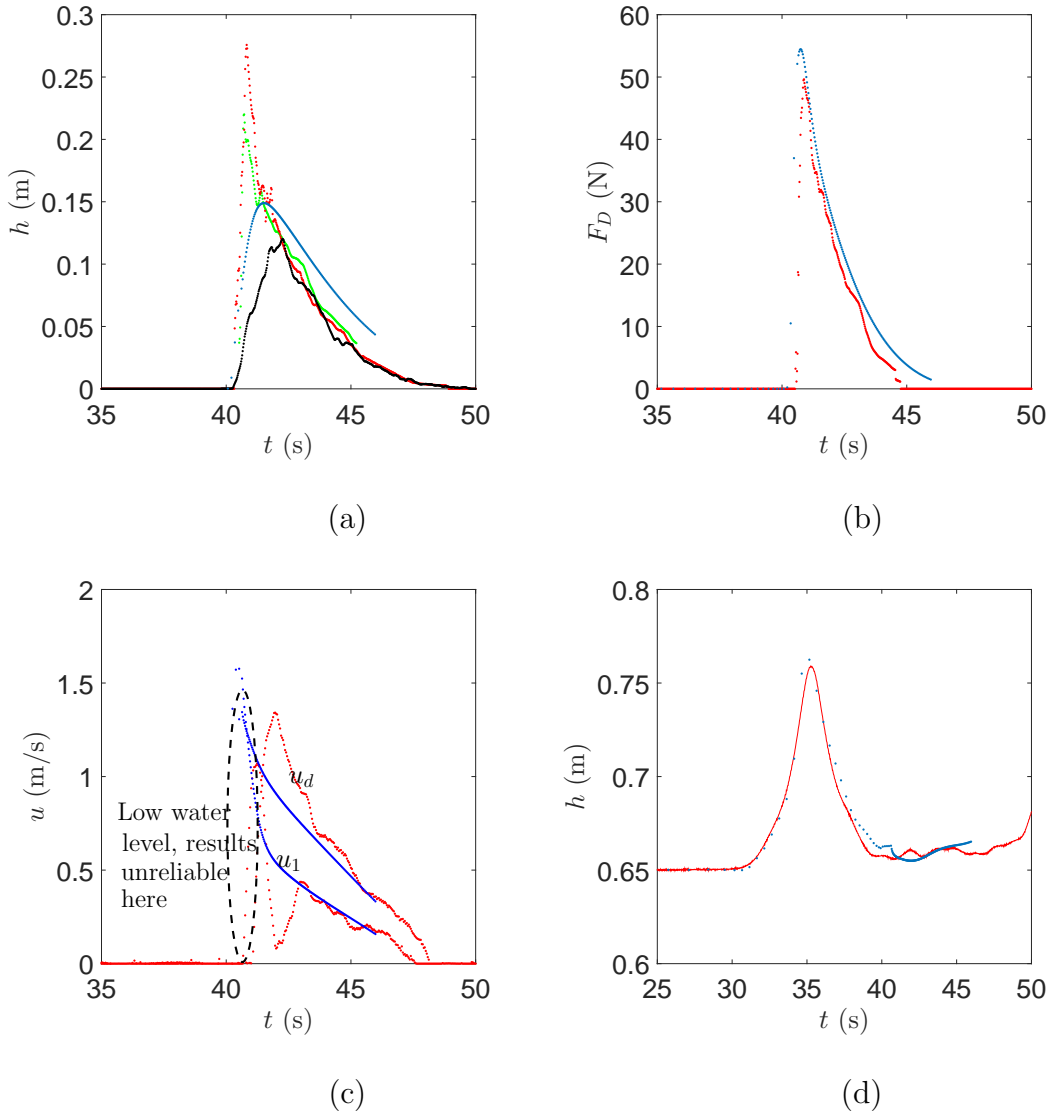 0.3
0.25
0.2
0.15
0.1
0.05
0
h (m)
35 40 45 50
t (s)
(a)
60
50
40
30
20
10
0
F_D (N)
35 40 45 50
t (s)
(b)
2
1.5
1
0.5
0
u (m/s)
u_d
u_1
Low water
level, results
unreliable
here
35 40 45 50
t (s)
(c)
0.8
0.75
0.7
0.65
0.6
h (m)
25 30 35 40 45 50
t (s)
(d)